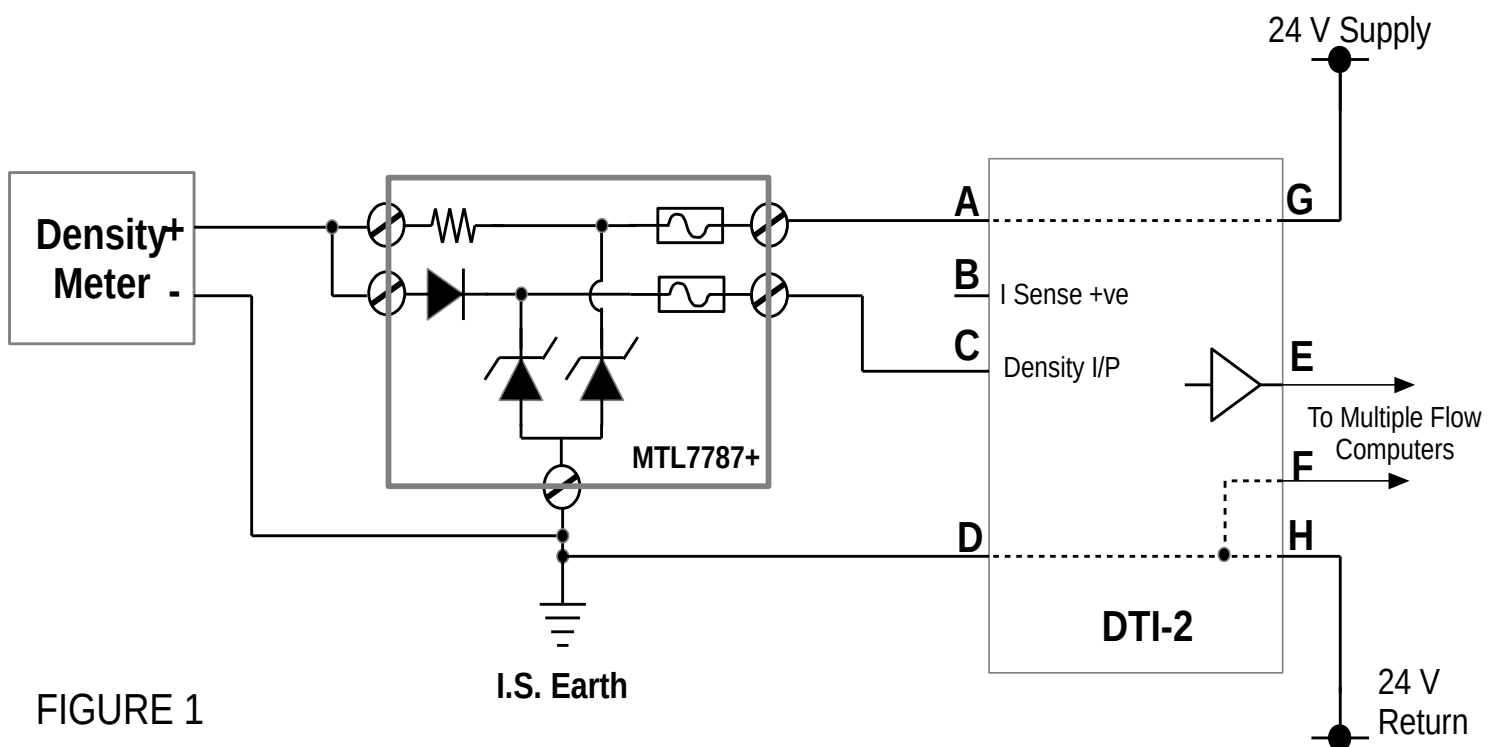 24 V Supply
A
G
Density+
Meter -
B
I Sense +ve
C
Density I/P
E
To Multiple Flow
Computers
MTL7787+
F
D
H
DTI-2
I.S. Earth
24 V
Return
FIGURE 1